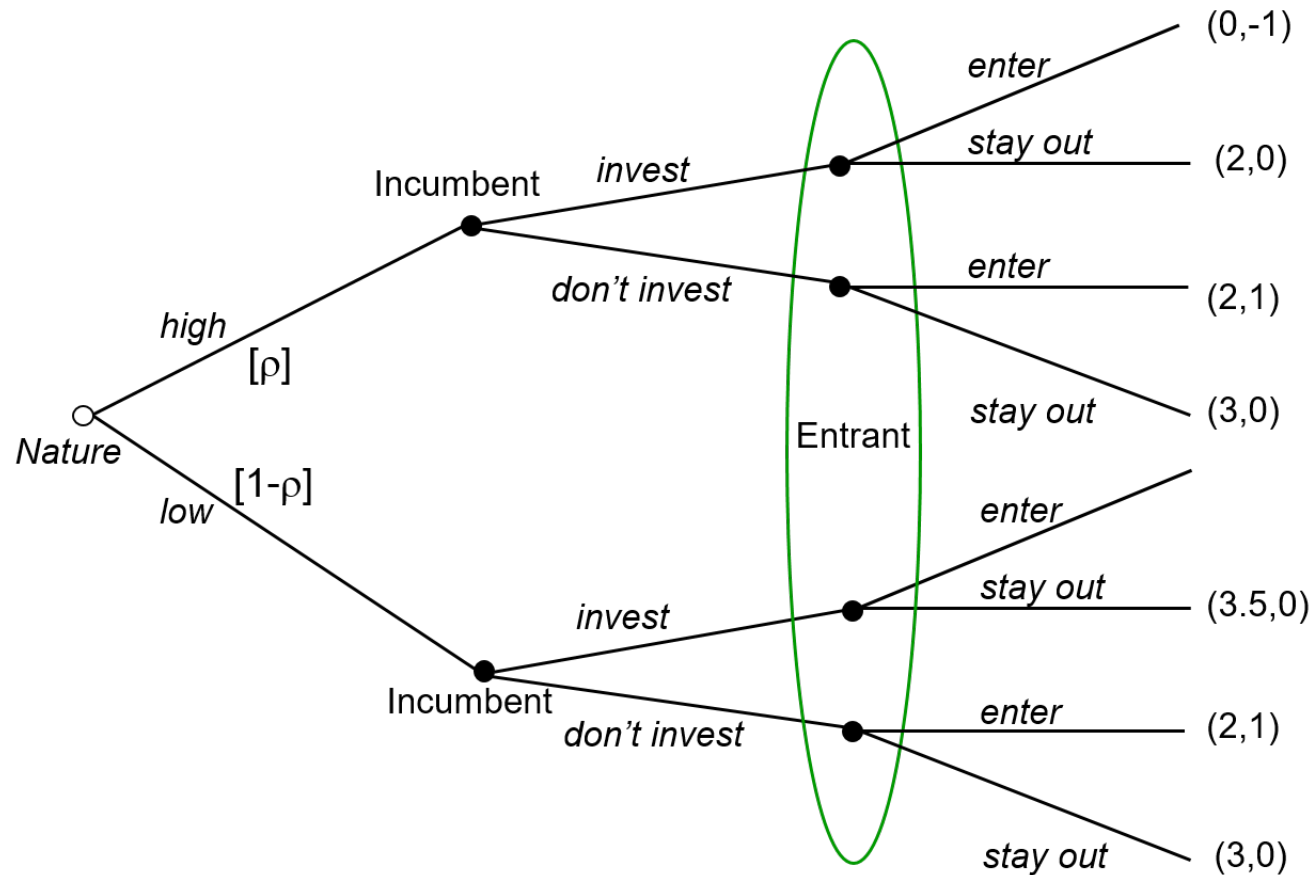 (0,-1)
enter
stay out
(2,0)
Incumbent
invest
enter
(2,1)
don't invest
high
[ρ]
stay out
(3,0)
Entrant
Nature
[1-ρ]
low
enter
stay out
(3.5,0)
invest
Incumbent
enter
(2,1)
don't invest
stay out
(3,0)